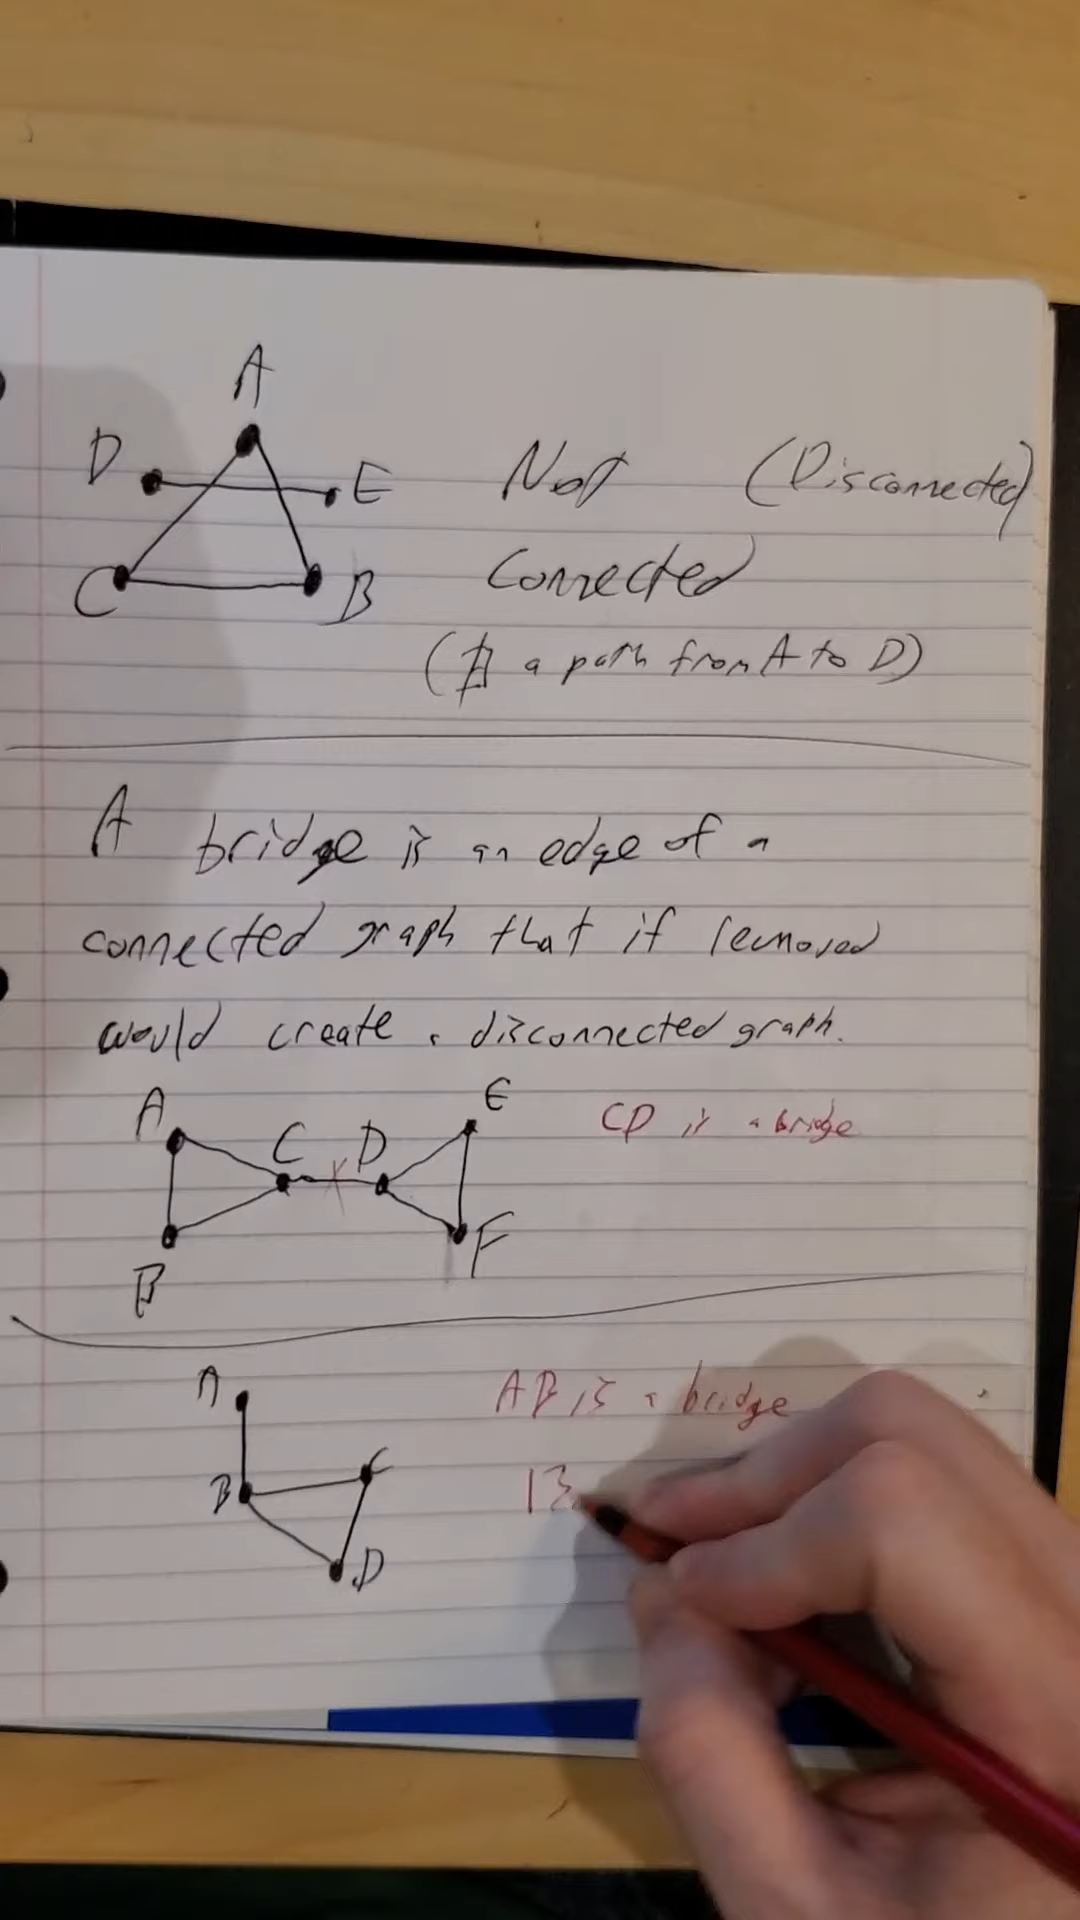 A
D
E
Not (Disconnected)
C
B
Connected
(∄ a path from A to D)
A bridge is an edge of a
connected graph that if removed
would create a disconnected graph.
A
E
C D
CD is a bridge
B
F
A
AB is a bridge
B
C
B
D